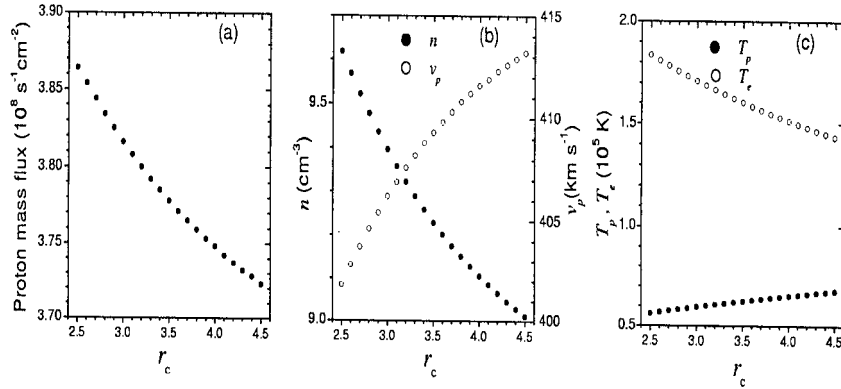 (a)
3.90
3.85
3.80
3.75
3.70
Proton mass flux (10⁸ s⁻¹cm⁻²)
2.5 3.0 3.5 4.0 4.5
r_c
(b)
n
v_p
9.5
9.0
n (cm⁻³)
415
410
405
400
v_p(km s⁻¹)
2.5 3.0 3.5 4.0 4.5
r_c
(c)
T_p
T_e
2.0
1.5
1.0
0.5
T_p , T_e (10⁵ K)
2.5 3.0 3.5 4.0 4.5
r_c